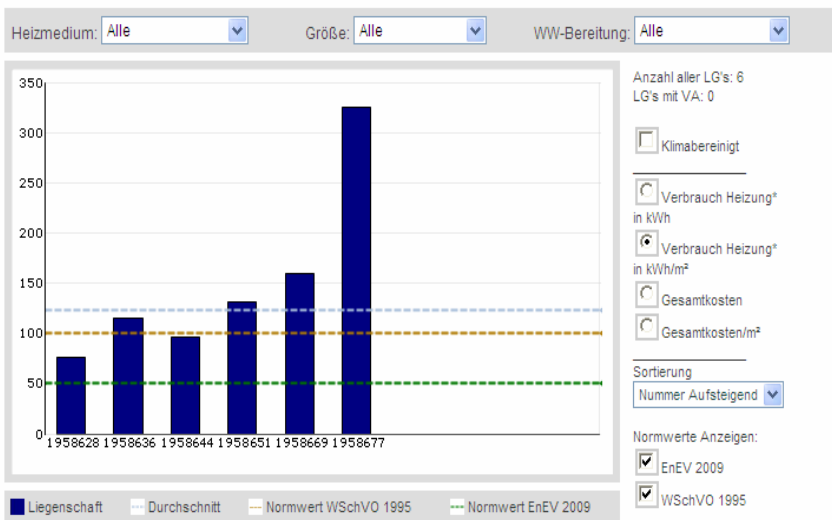 Heizmedium: Alle Größe: Alle WW-Bereitung: Alle
350
300
250
200
150
100
50
0
1958628 1958636 1958644 1958651 1958669 1958677
Liegenschaft Durchschnitt Normwert WSchVO 1995 Normwert EnEV 2009
Anzahl aller LG's: 6
LG's mit VA: 0
Klimabereinigt
Verbrauch Heizung*
in kWh
Verbrauch Heizung*
in kWh/m²
Gesamtkosten
Gesamtkosten/m²
Sortierung
Nummer Aufsteigend
Normwerte Anzeigen:
EnEV 2009
WSchVO 1995